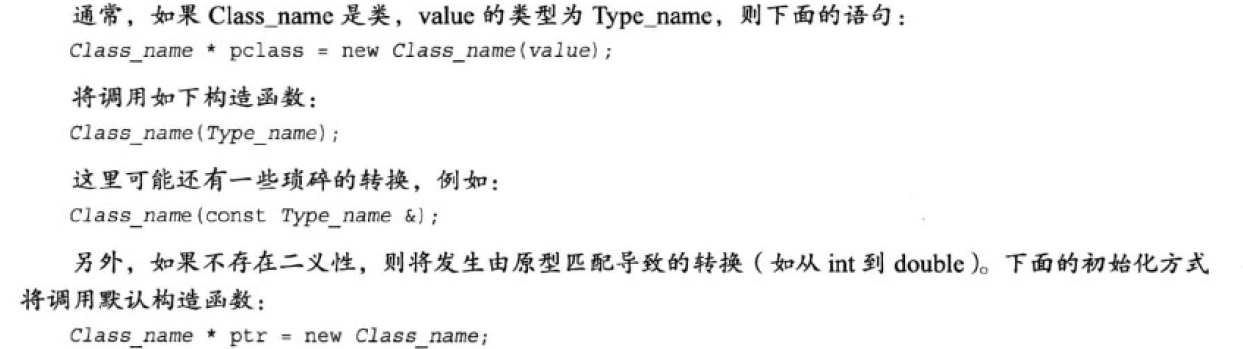 通常，如果 Class_name 是类，value 的类型为 Type_name，则下面的语句：
Class_name * pclass = new Class_name(value);
将调用如下构造函数：
Class_name(Type_name);
这里可能还有一些琐碎的转换，例如：
Class_name(const Type_name &);
另外，如果不存在二义性，则将发生由原型匹配导致的转换（如从 int 到 double）。下面的初始化方式
将调用默认构造函数：
Class_name * ptr = new Class_name;